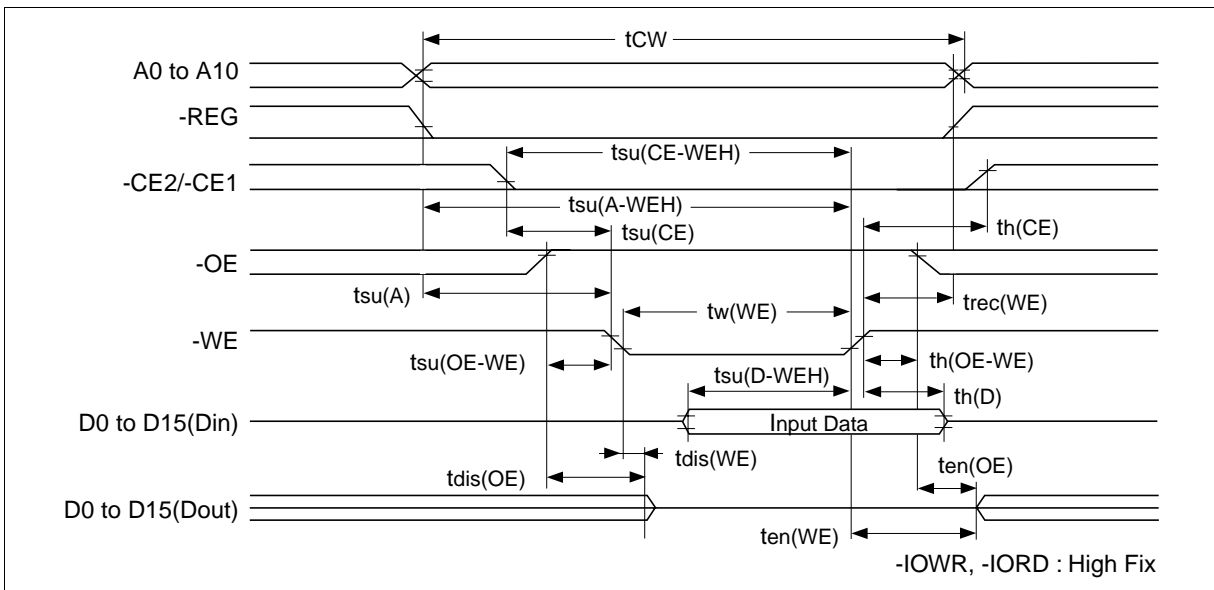 tCW
A0 to A10
-REG
tsu(CE-WEH)
-CE2/-CE1
tsu(A-WEH)
tsu(CE)
th(CE)
-OE
tsu(A)
trec(WE)
tw(WE)
-WE
tsu(OE-WE)
th(OE-WE)
tsu(D-WEH)
th(D)
D0 to D15(Din)
Input Data
tdis(WE)
ten(OE)
tdis(OE)
D0 to D15(Dout)
ten(WE)
-IOWR, -IORD : High Fix